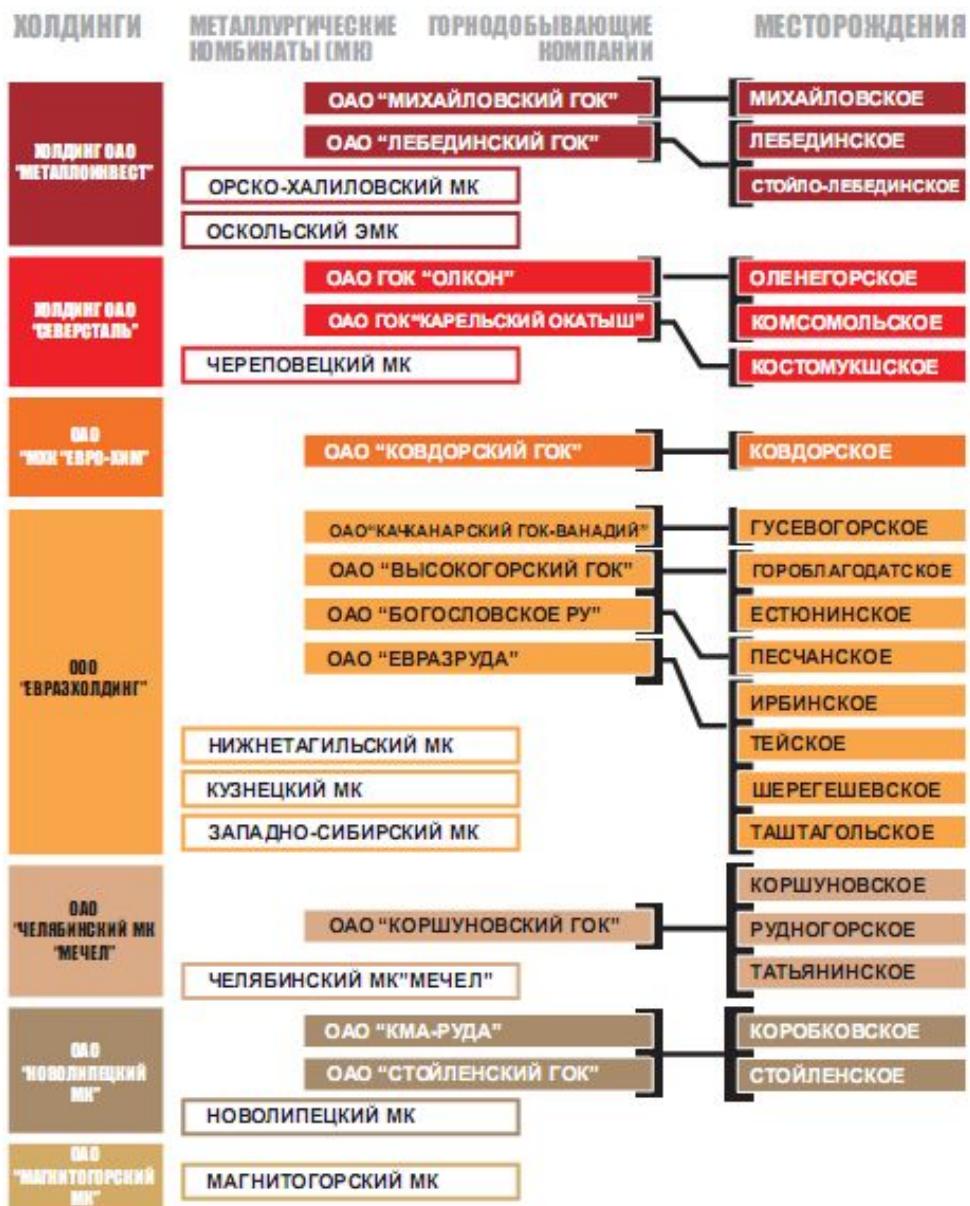 ХОЛДИНГИ
МЕТАЛЛУРГИЧЕСКИЕ
КОМБИНАТЫ (МК)
ГОРНОДОБЫВАЮЩИЕ
КОМПАНИИ
МЕСТОРОЖДЕНИЯ
ХОЛДИНГ ОАО
"МЕТАЛЛОИНВЕСТ"
ОАО "МИХАЙЛОВСКИЙ ГОК"
ОАО "ЛЕБЕДИНСКИЙ ГОК"
ОРСКО-ХАЛИЛОВСКИЙ МК
ОСКОЛЬСКИЙ ЭМК
МИХАЙЛОВСКОЕ
ЛЕБЕДИНСКОЕ
СТОЙЛО-ЛЕБЕДИНСКОЕ
ХОЛДИНГ ОАО
"СЕВЕРСТАЛЬ"
ОАО ГОК "ОЛКОН"
ОАО ГОК"КАРЕЛЬСКИЙ ОКАТЫШ"
ЧЕРЕПОВЕЦКИЙ МК
ОЛЕНЕГОРСКОЕ
КОМСОМОЛЬСКОЕ
КОСТОМУКШСКОЕ
ОАО
"МХК "ЕВРО-ХИМ"
ОАО "КОВДОРСКИЙ ГОК"
КОВДОРСКОЕ
ООО
"ЕВРАЗХОЛДИНГ"
ОАО"КАЧКАНАРСКИЙ ГОК-ВАНАДИЙ"
ОАО "ВЫСОКОГОРСКИЙ ГОК"
ОАО "БОГОСЛОВСКОЕ РУ"
ОАО "ЕВРАЗРУДА"
НИЖНЕТАГИЛЬСКИЙ МК
КУЗНЕЦКИЙ МК
ЗАПАДНО-СИБИРСКИЙ МК
ГУСЕВОГОРСКОЕ
ГОРОБЛАГОДАТСКОЕ
ЕСТЮНИНСКОЕ
ПЕСЧАНСКОЕ
ИРБИНСКОЕ
ТЕЙСКОЕ
ШЕРЕГЕШЕВСКОЕ
ТАШТАГОЛЬСКОЕ
ОАО
"ЧЕЛЯБИНСКИЙ МК
"МЕЧЕЛ"
ОАО "КОРШУНОВСКИЙ ГОК"
ЧЕЛЯБИНСКИЙ МК"МЕЧЕЛ"
КОРШУНОВСКОЕ
РУДНОГОРСКОЕ
ТАТЬЯНИНСКОЕ
ОАО
"НОВОЛИПЕЦКИЙ
МК"
ОАО "КМА-РУДА"
ОАО "СТОЙЛЕНСКИЙ ГОК"
НОВОЛИПЕЦКИЙ МК
КОРОБКОВСКОЕ
СТОЙЛЕНСКОЕ
ОАО
"МАГНИТОГОРСКИЙ
МК"
МАГНИТОГОРСКИЙ МК